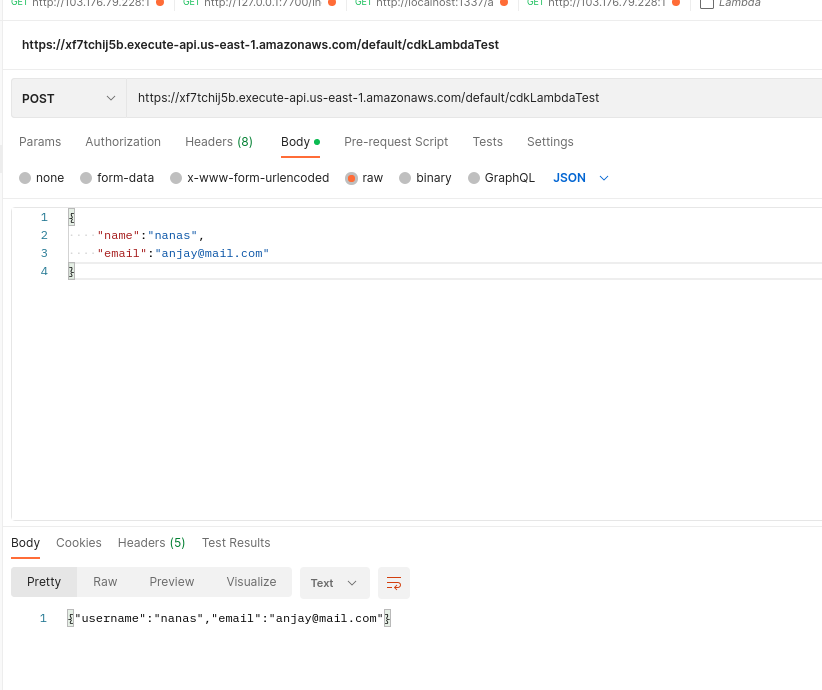 GET http://103.176.79.228:1 GET http://127.0.0.1:7700/in GET http://localhost:1337/a GET http://103.176.79.228:1 Lambda
https://xf7tchij5b.execute-api.us-east-1.amazonaws.com/default/cdkLambdaTest
POST https://xf7tchij5b.execute-api.us-east-1.amazonaws.com/default/cdkLambdaTest
Params Authorization Headers (8) Body Pre-request Script Tests Settings
none form-data x-www-form-urlencoded raw binary GraphQL JSON
1 {
2 ····"name":"nanas",
3 ····"email":"anjay@mail.com"
4 }
Body Cookies Headers (5) Test Results
Pretty Raw Preview Visualize Text
1 {"username":"nanas","email":"anjay@mail.com"}